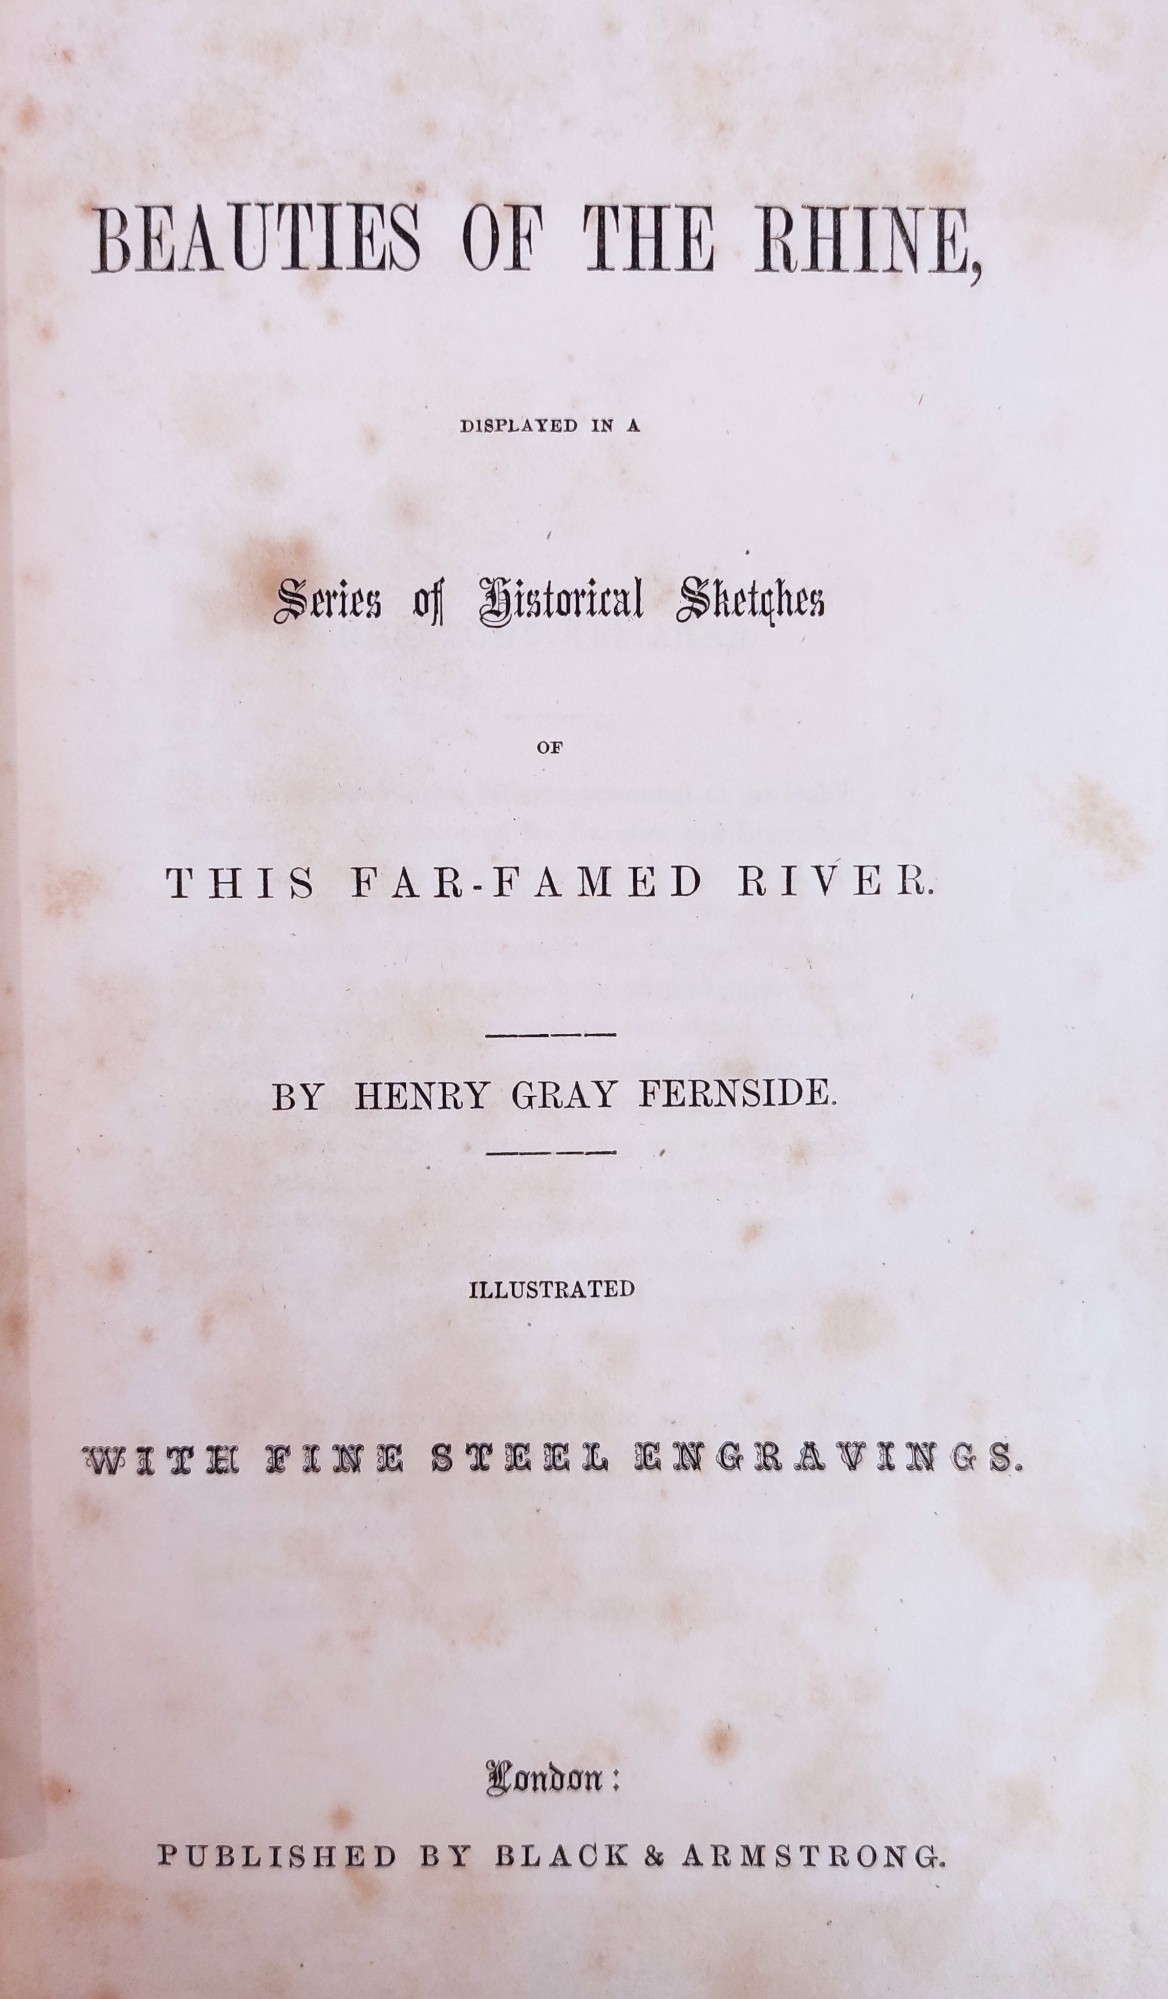 BEAUTIES OF THE RHINE,
DISPLAYED IN A
Series of Historical Sketches
OF
THIS FAR-FAMED RIVER.
BY HENRY GRAY FERNSIDE.
ILLUSTRATED
WITH FINE STEEL ENGRAVINGS.
London:
PUBLISHED BY BLACK & ARMSTRONG.